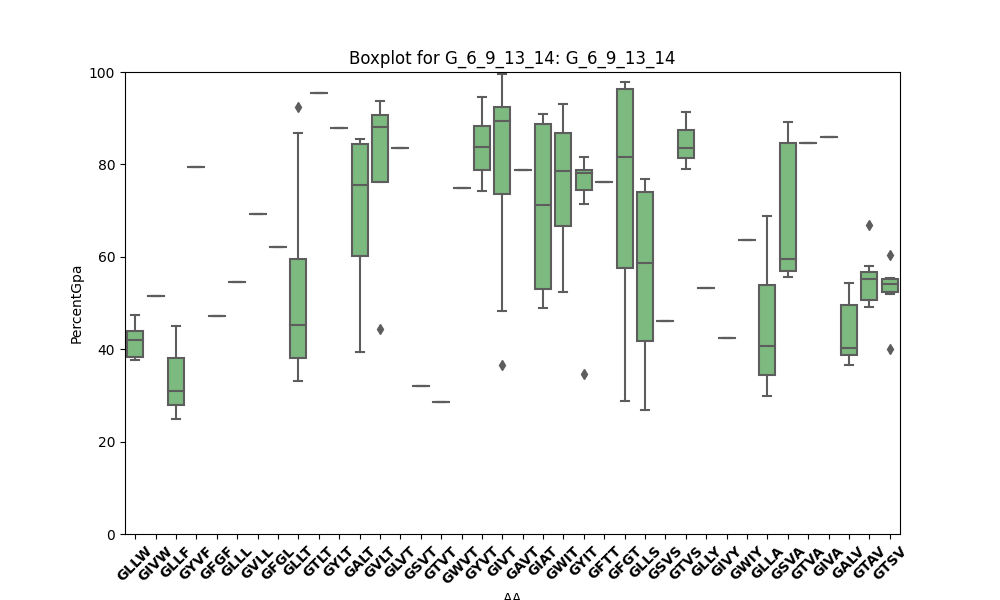 Boxplot for G_6_9_13_14: G_6_9_13_14
100
80
60
40
20
0
PercentGpa
GLLW GIVW GLLF GYVF GFGF GLLL GVLL GFGL GLLT GTLT GYLT GALT GVLT GLVT GSVT GTVT GWVT GYVT GIVT GAVT GIAT GWIT GYIT GFTT GFGT GLLS GSVS GTVS GLLY GIVY GWIY GLLA GSVA GTVA GIVA GALV GTAV GTSV
AA